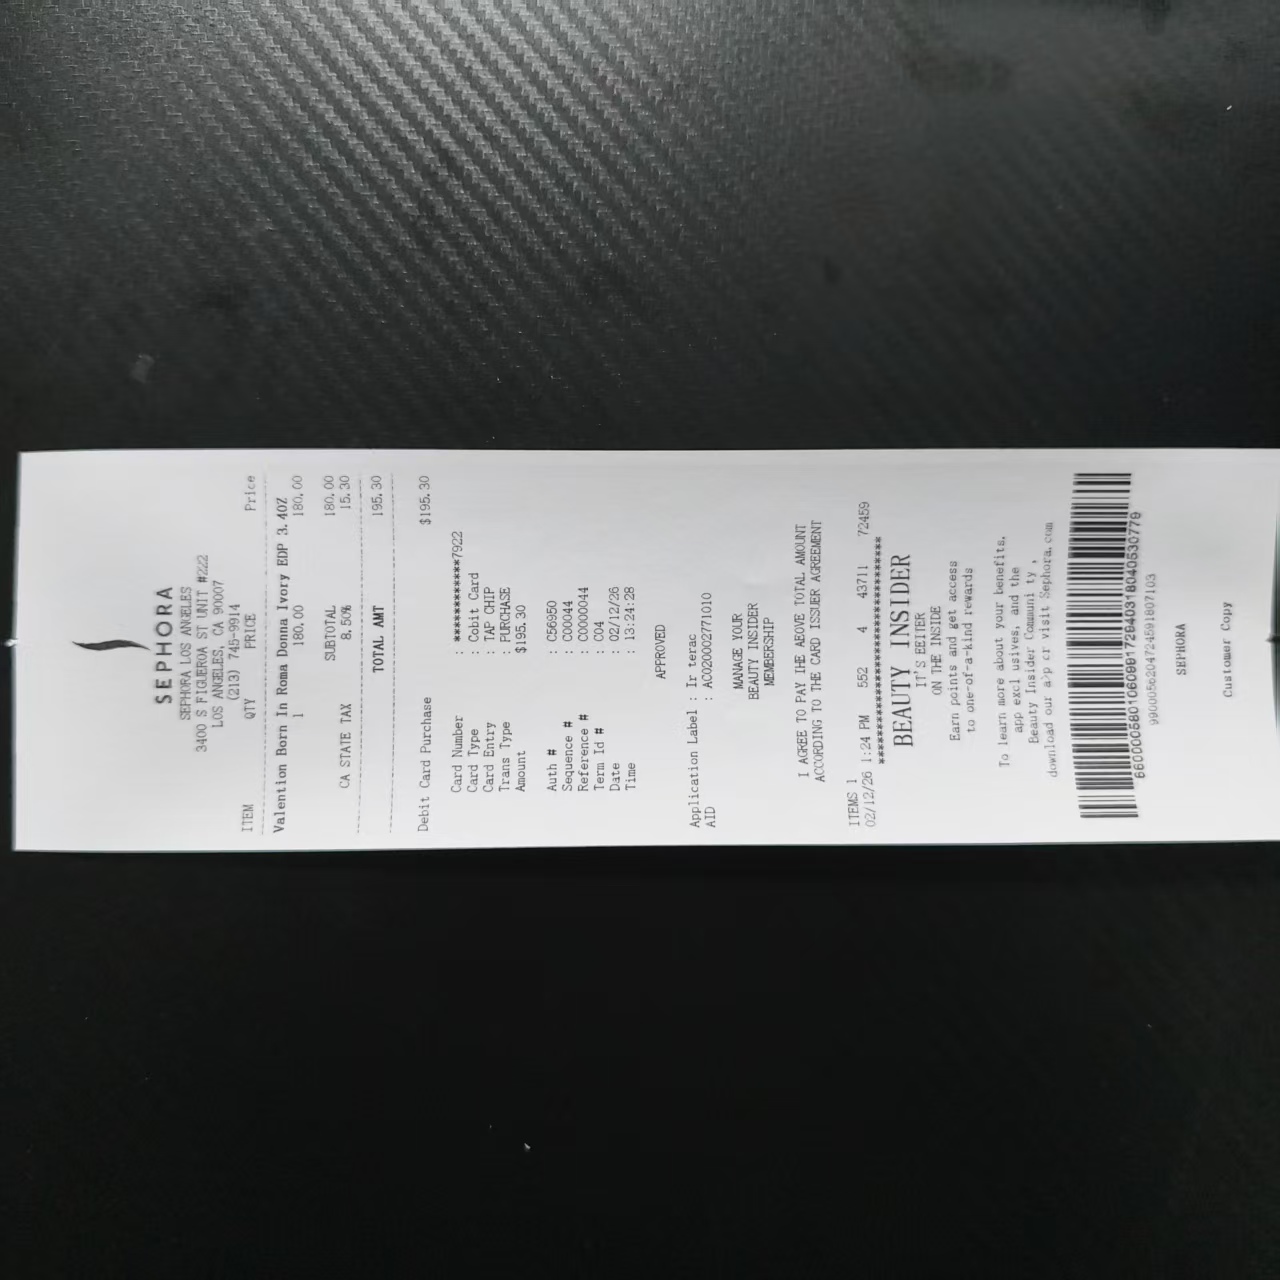 SEPHORA
SEPHORA LOS ANGELES
3400 S FIGUEROA ST UNIT #222
LOS ANGELES, CA 90007
(213) 745-9914
ITEM QTY PRICE Price
Valention Born In Roma Donna Ivory EDP 3.4OZ
1 180.00 180.00
SUBTOTAL 180.00
CA STATE TAX 8.50% 15.30
TOTAL AMT 195.30
Debit Card Purchase $195.30
Card Number : ************7922
Card Type : Cobit Card
Card Entry : TAP CHIP
Trans Type : PURCHASE
Amount $195.30
Auth # : C56950
Sequence # : C00044
Reference # : C0000044
Term Id # : C04
Date : 02/12/26
Time : 13:24:28
APPROVED
Application Label : Ir terac
AID : AC020002771010
MANAGE YOUR
BEAUTY INSIDER
MEMBERSHIP
I AGREE TO PAY IHE AEOVE TOTAL AMOUNT
ACCORDING TO THE CARD ISSUER AGREEMENT
ITEMS 1
02/12/26 1:24 PM 552 4 43711 72459
************************************
BEAUTY INSIDER
IT'S EEITER
ON THE INSIDE
Earn points and get access
to one-of-a-kind rewards
To learn more about your benefits,
app excl usives, and the
Beauty Insider Communi ty ,
download our a>p cr visit Sephora.com
SEPHORA
Customer Copy